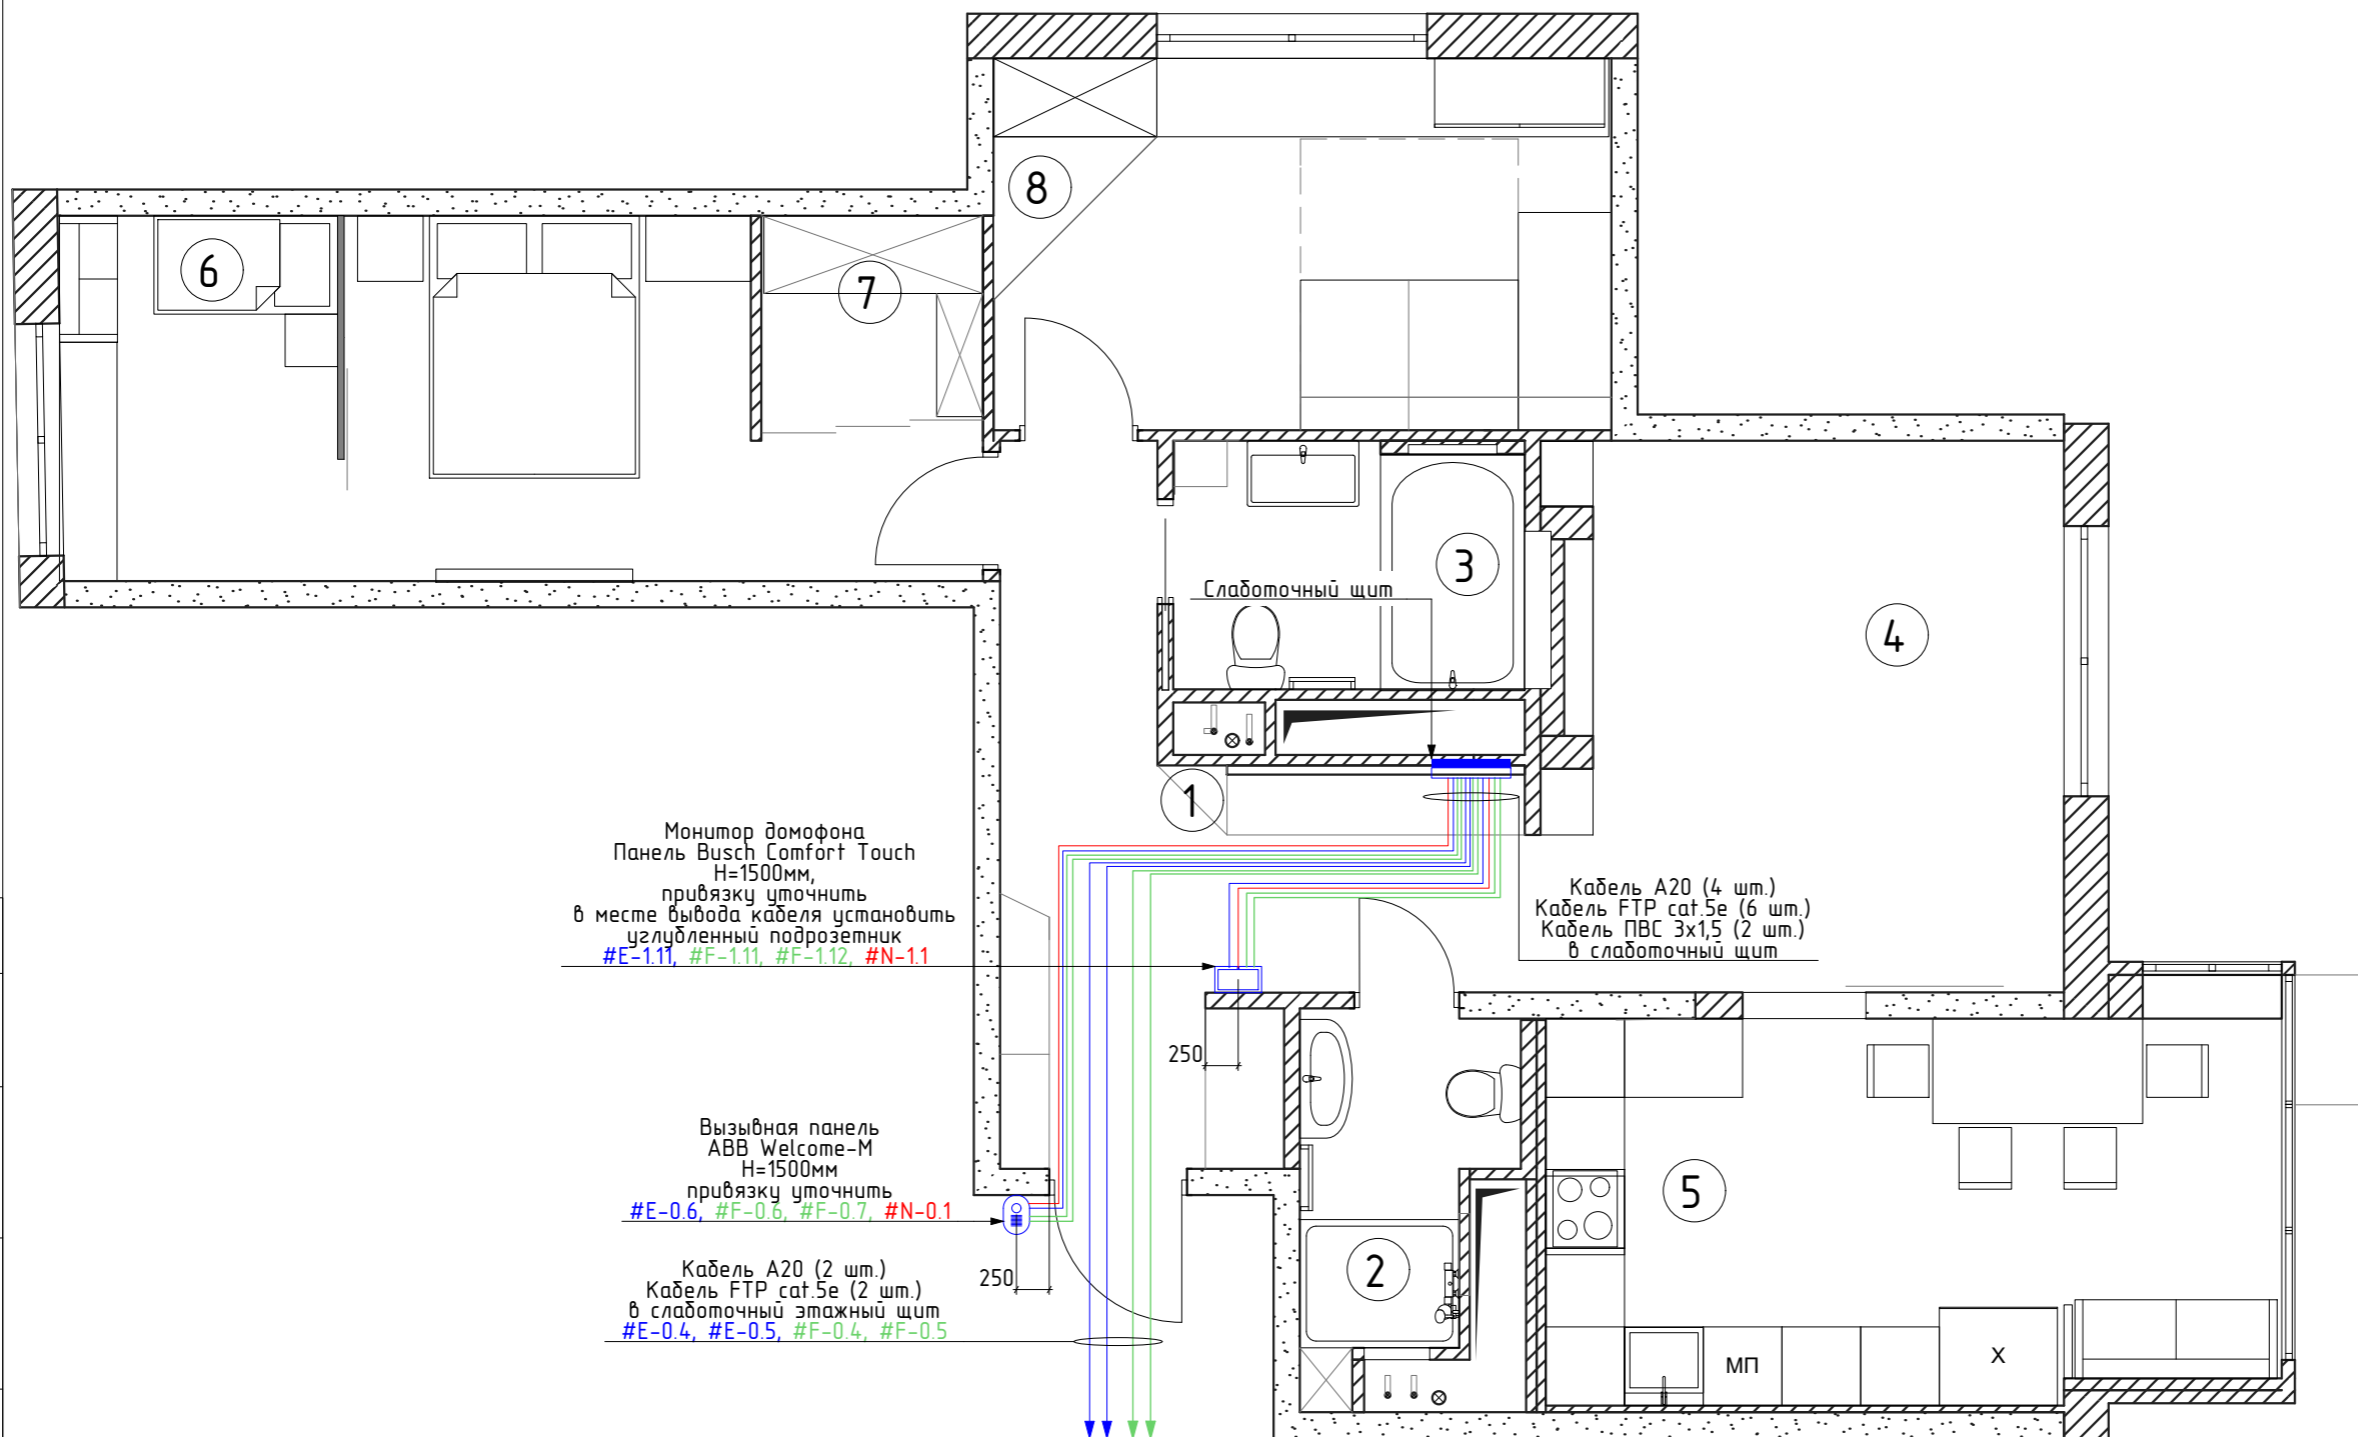 8
6
7
3
Слаботочный щит
4
1
Монитор домофона
Панель Busch Comfort Touch
H=1500мм,
привязку уточнить
в месте вывода кабеля установить
углубленный подрозетник
#E-1.11, #F-1.11, #F-1.12, #N-1.1
Кабель А20 (4 шт.)
Кабель FTP cat.5e (6 шт.)
Кабель ПВС 3х1,5 (2 шт.)
в слаботочный щит
250
Вызывная панель
ABB Welcome-M
H=1500мм
привязку уточнить
#E-0.6, #F-0.6, #F-0.7, #N-0.1
5
2
Кабель А20 (2 шт.)
Кабель FTP cat.5e (2 шт.)
в слаботочный этажный щит
#E-0.4, #E-0.5, #F-0.4, #F-0.5
250
МП
Х